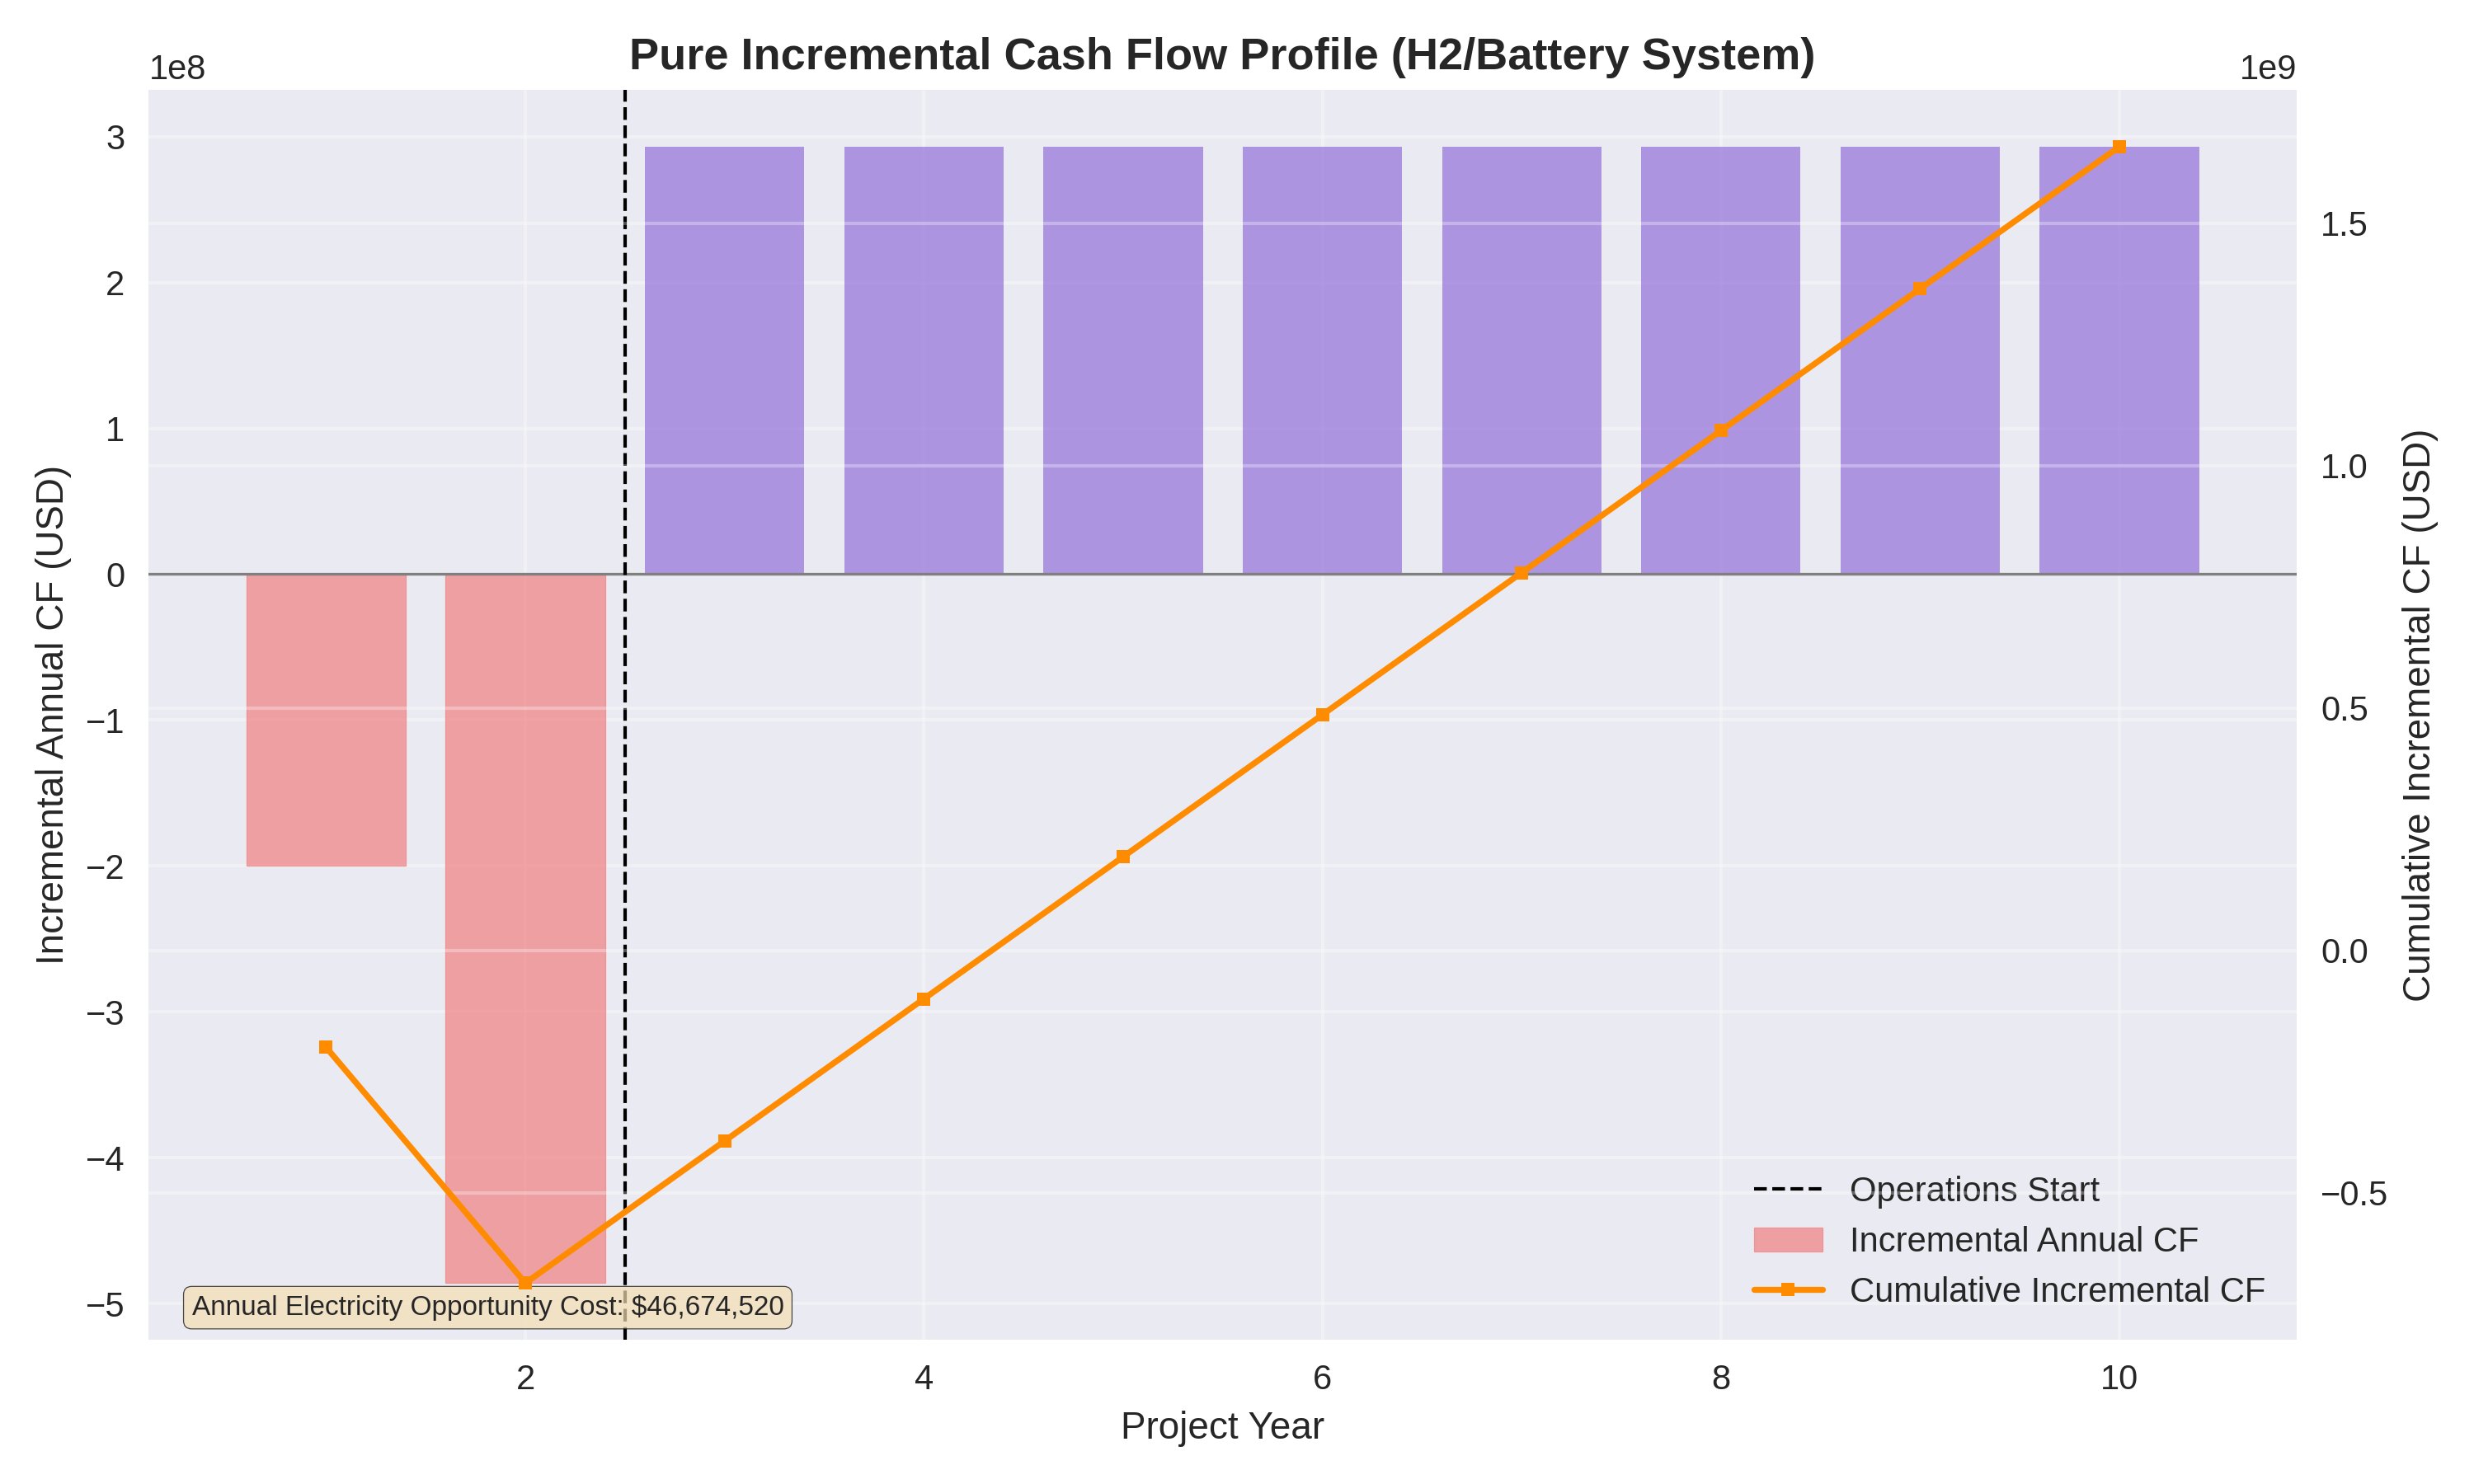 Pure Incremental Cash Flow Profile (H2/Battery System)
1e8
1e9
Incremental Annual CF (USD)
3
2
1
0
−1
−2
−3
−4
−5
1.5
1.0
0.5
0.0
−0.5
Cumulative Incremental CF (USD)
Operations Start
Incremental Annual CF
Cumulative Incremental CF
Annual Electricity Opportunity Cost: $46,674,520
2
4
6
8
10
Project Year